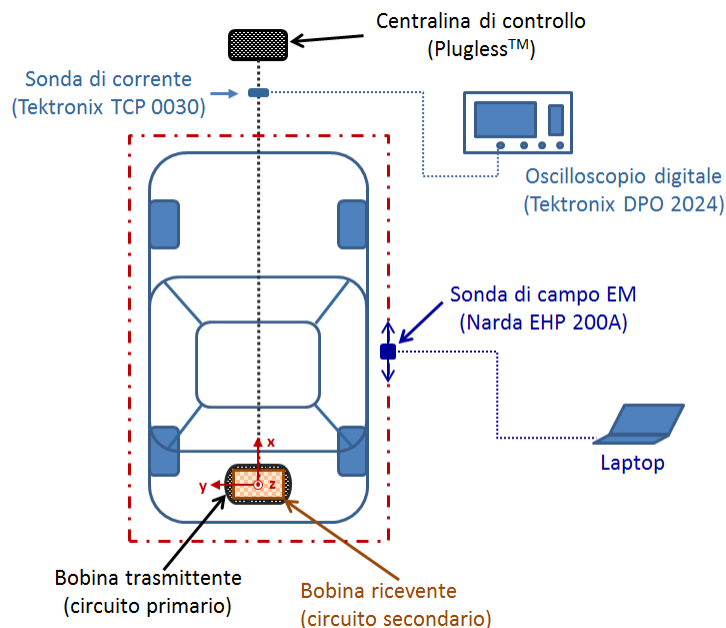 Centralina di controllo
(Plugless™)
Sonda di corrente
(Tektronix TCP 0030)
Oscilloscopio digitale
(Tektronix DPO 2024)
Sonda di campo EM
(Narda EHP 200A)
Laptop
x
y
z
Bobina trasmittente
(circuito primario)
Bobina ricevente
(circuito secondario)